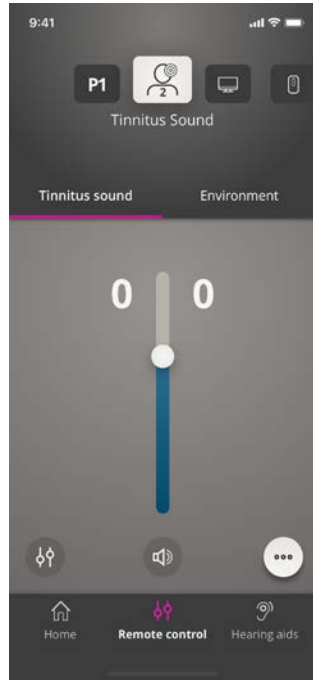 9:41
P1
2
Tinnitus Sound
Tinnitus sound Environment
0 0
Home Remote control Hearing aids